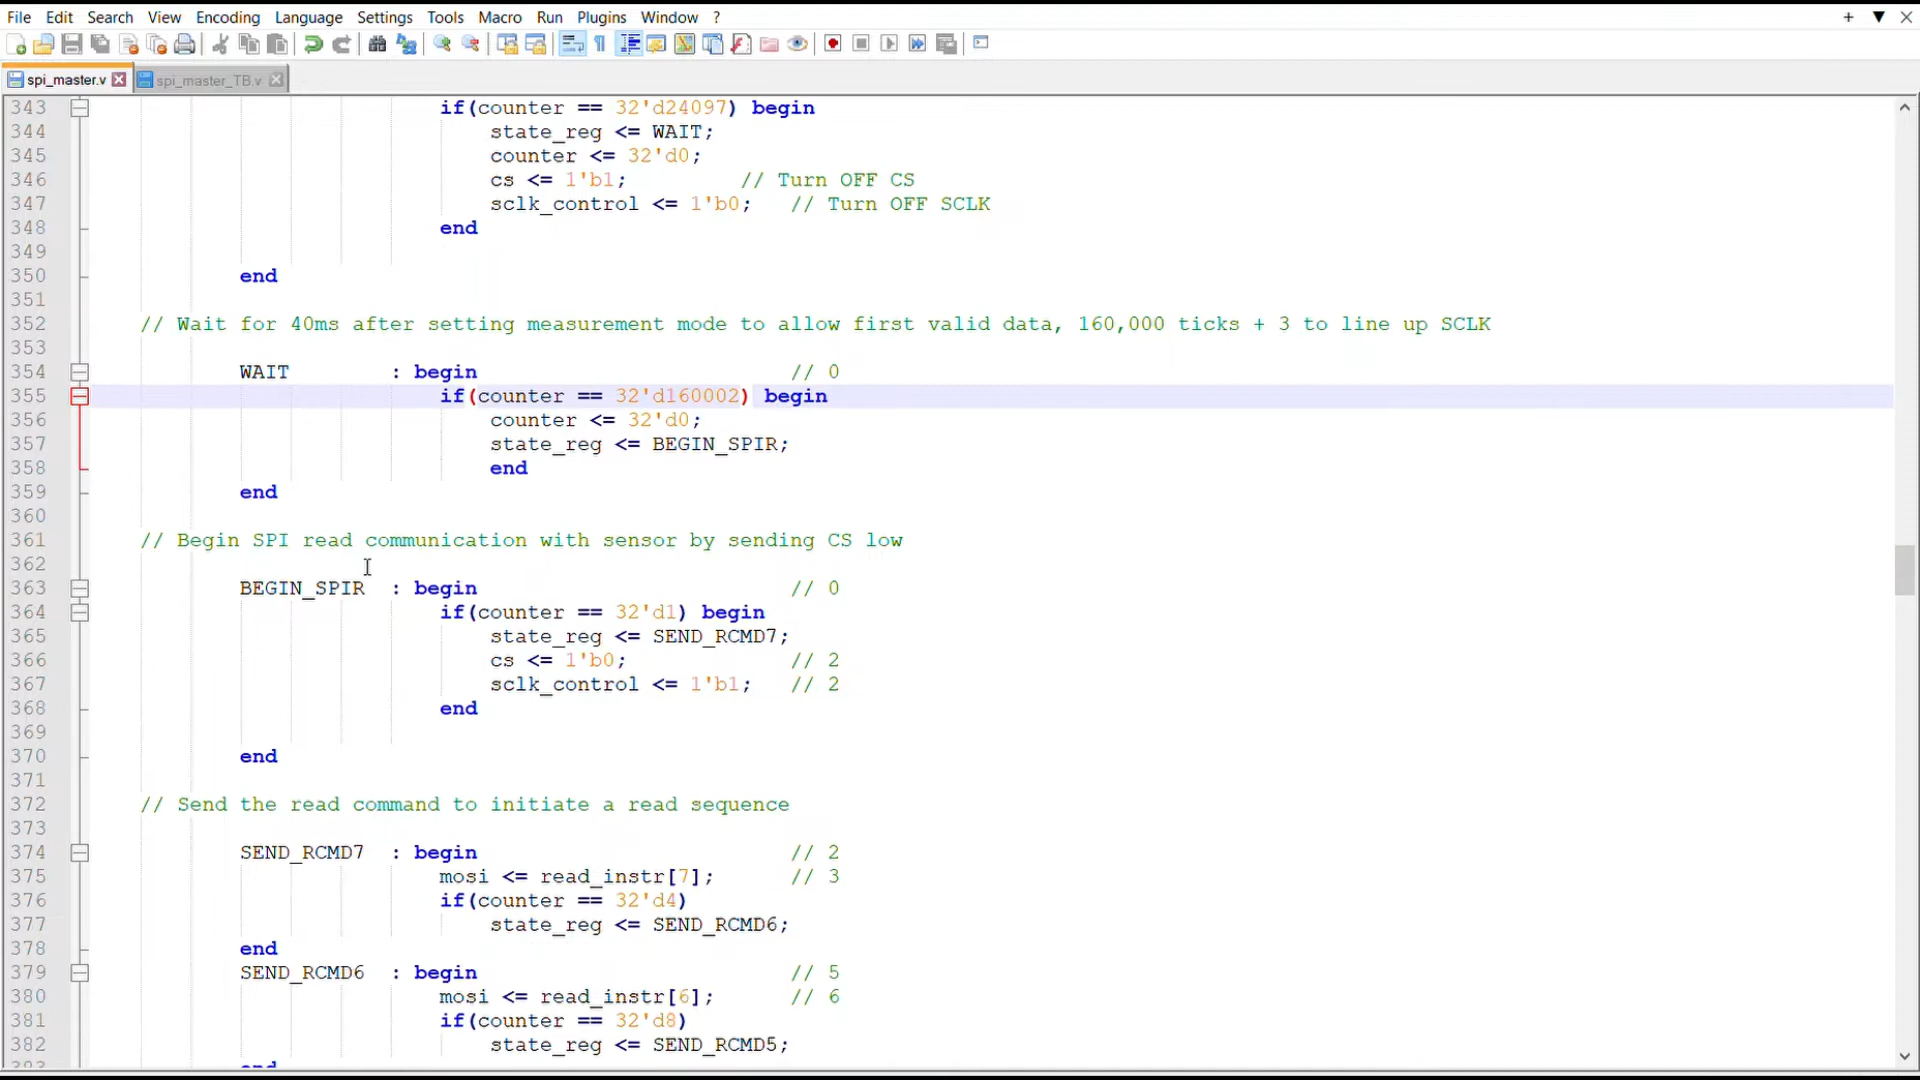 File Edit Search View Encoding Language Settings Tools Macro Run Plugins Window ?
spi_master.v spi_master_TB.v
343 if(counter == 32'd24097) begin
344 state_reg <= WAIT;
345 counter <= 32'd0;
346 cs <= 1'b1; // Turn OFF CS
347 sclk_control <= 1'b0; // Turn OFF SCLK
348 end
349
350 end
351
352 // Wait for 40ms after setting measurement mode to allow first valid data, 160,000 ticks + 3 to line up SCLK
353
354 WAIT : begin // 0
355 if(counter == 32'd160002) begin
356 counter <= 32'd0;
357 state_reg <= BEGIN_SPIR;
358 end
359 end
360
361 // Begin SPI read communication with sensor by sending CS low
362
363 BEGIN_SPIR : begin // 0
364 if(counter == 32'd1) begin
365 state_reg <= SEND_RCMD7;
366 cs <= 1'b0; // 2
367 sclk_control <= 1'b1; // 2
368 end
369
370 end
371
372 // Send the read command to initiate a read sequence
373
374 SEND_RCMD7 : begin // 2
375 mosi <= read_instr[7]; // 3
376 if(counter == 32'd4)
377 state_reg <= SEND_RCMD6;
378 end
379 SEND_RCMD6 : begin // 5
380 mosi <= read_instr[6]; // 6
381 if(counter == 32'd8)
382 state_reg <= SEND_RCMD5;
383 end